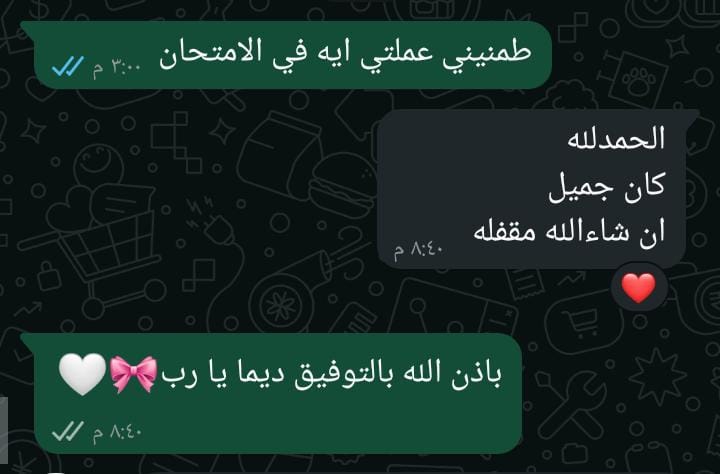 طمنيني عملتي ايه في الامتحان
٣:٠٠ م
الحمدلله
كان جميل
ان شاءالله مقفله
٨:٤٠ م
❤️
باذن الله بالتوفيق ديما يا رب🎀🤍
٨:٤٠ م